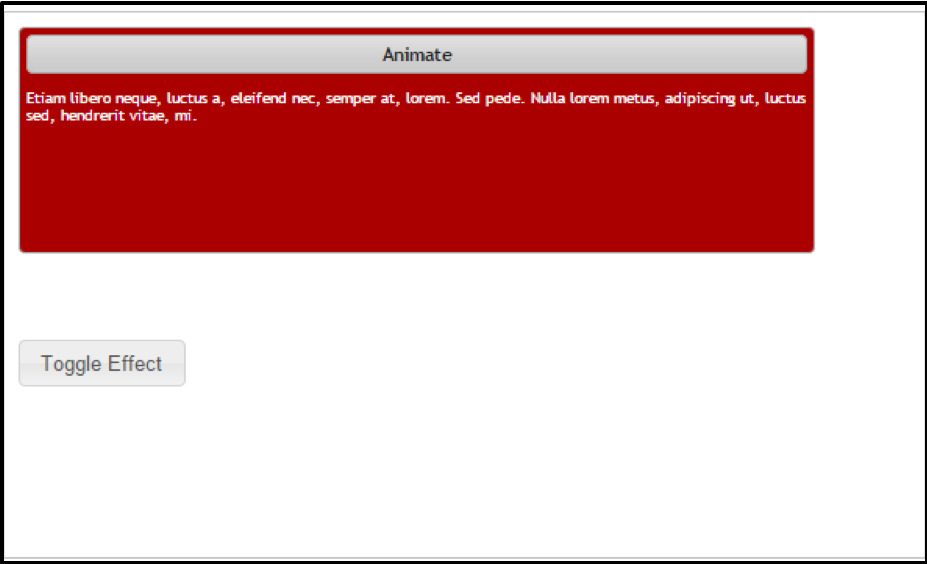 Animate
Etiam libero neque, luctus a, eleifend nec, semper at, lorem. Sed pede. Nulla lorem metus, adipiscing ut, luctus
sed, hendrerit vitae, mi.
Toggle Effect